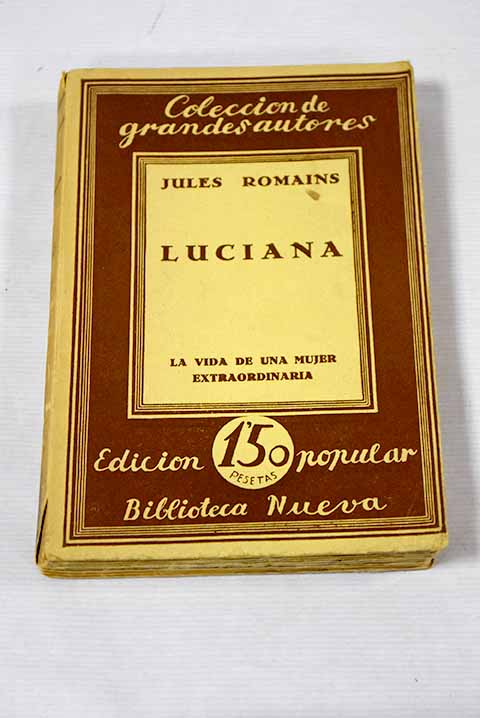 Coleccion de
grandes autores
JULES ROMAINS
LUCIANA
LA VIDA DE UNA MUJER
EXTRAORDINARIA
Edicion 1'50 popular
PESETAS
Biblioteca Nueva